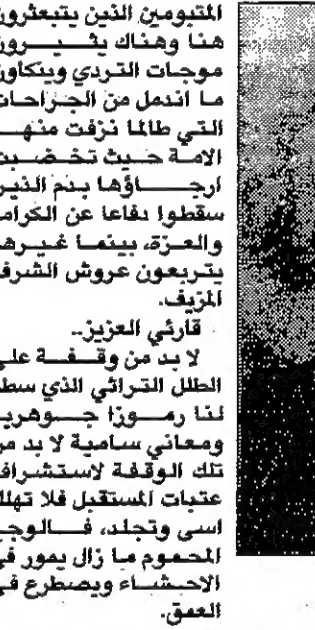 المتبومين الذين يتبعثرون
هنا وهناك يثيرون
موجات التردي وينكاون
ما اندمل من الجراحات
التي طالما نزفت منها
الامة حيث تخضبت
ارجاؤها بدم الذين
سقطوا دفاعا عن الكرامة
والعزة، بينما غيرهم
يتربعون عروش الشرف
المزيف.
قارئي العزيز..
لا بد من وقفة على
الطلل التراثي الذي سطر
لنا رموزا جوهرية
ومعاني سامية لا بد من
تلك الوقفة لاستشراف
عتبات المستقبل فلا تهلك
اسى وتجلد، فالوجع
المحموم ما زال يمور في
الاحشاء ويصطرع في
العمق.